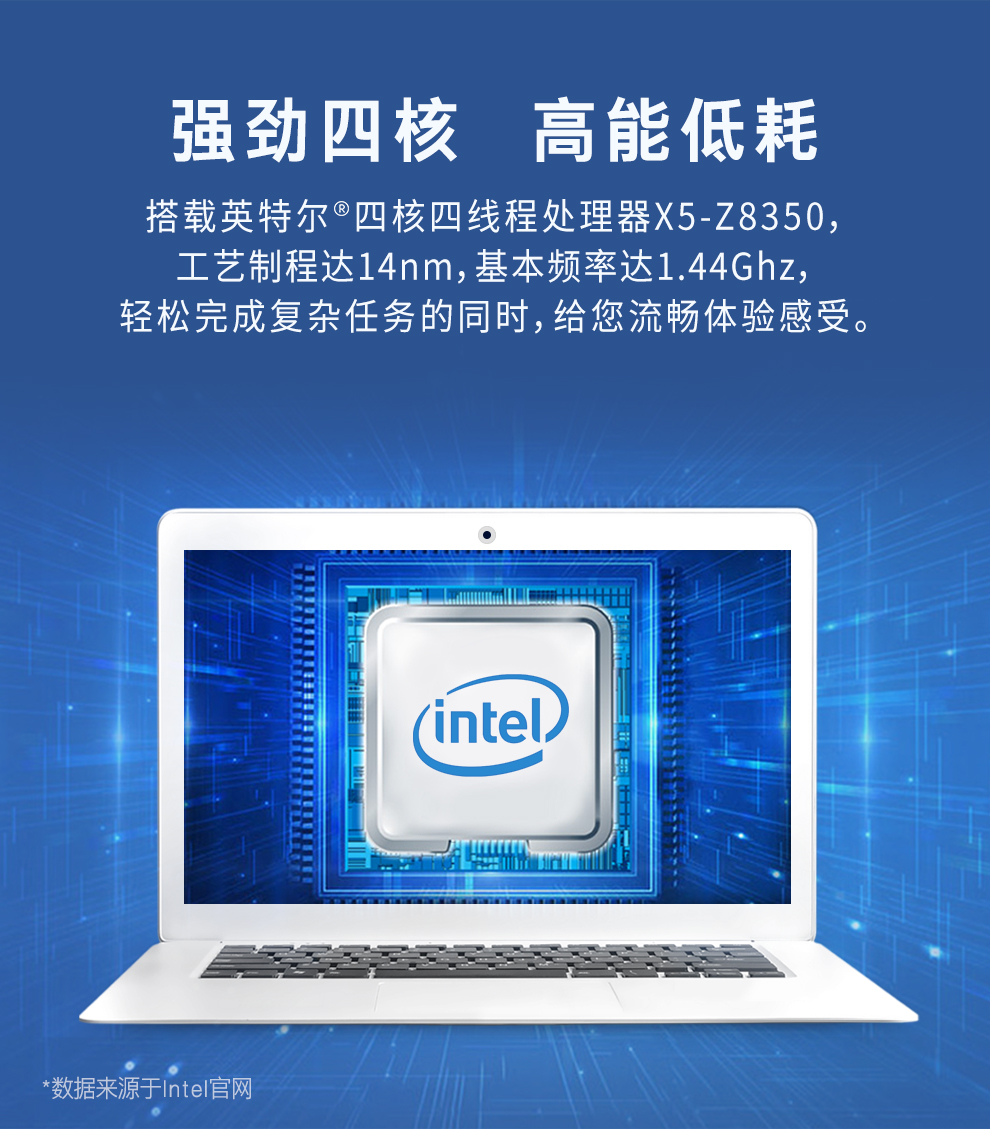 强劲四核 高能低耗
搭载英特尔®四核四线程处理器X5-Z8350，
工艺制程达14nm，基本频率达1.44Ghz，
轻松完成复杂任务的同时，给您流畅体验感受。
intel
*数据来源于Intel官网